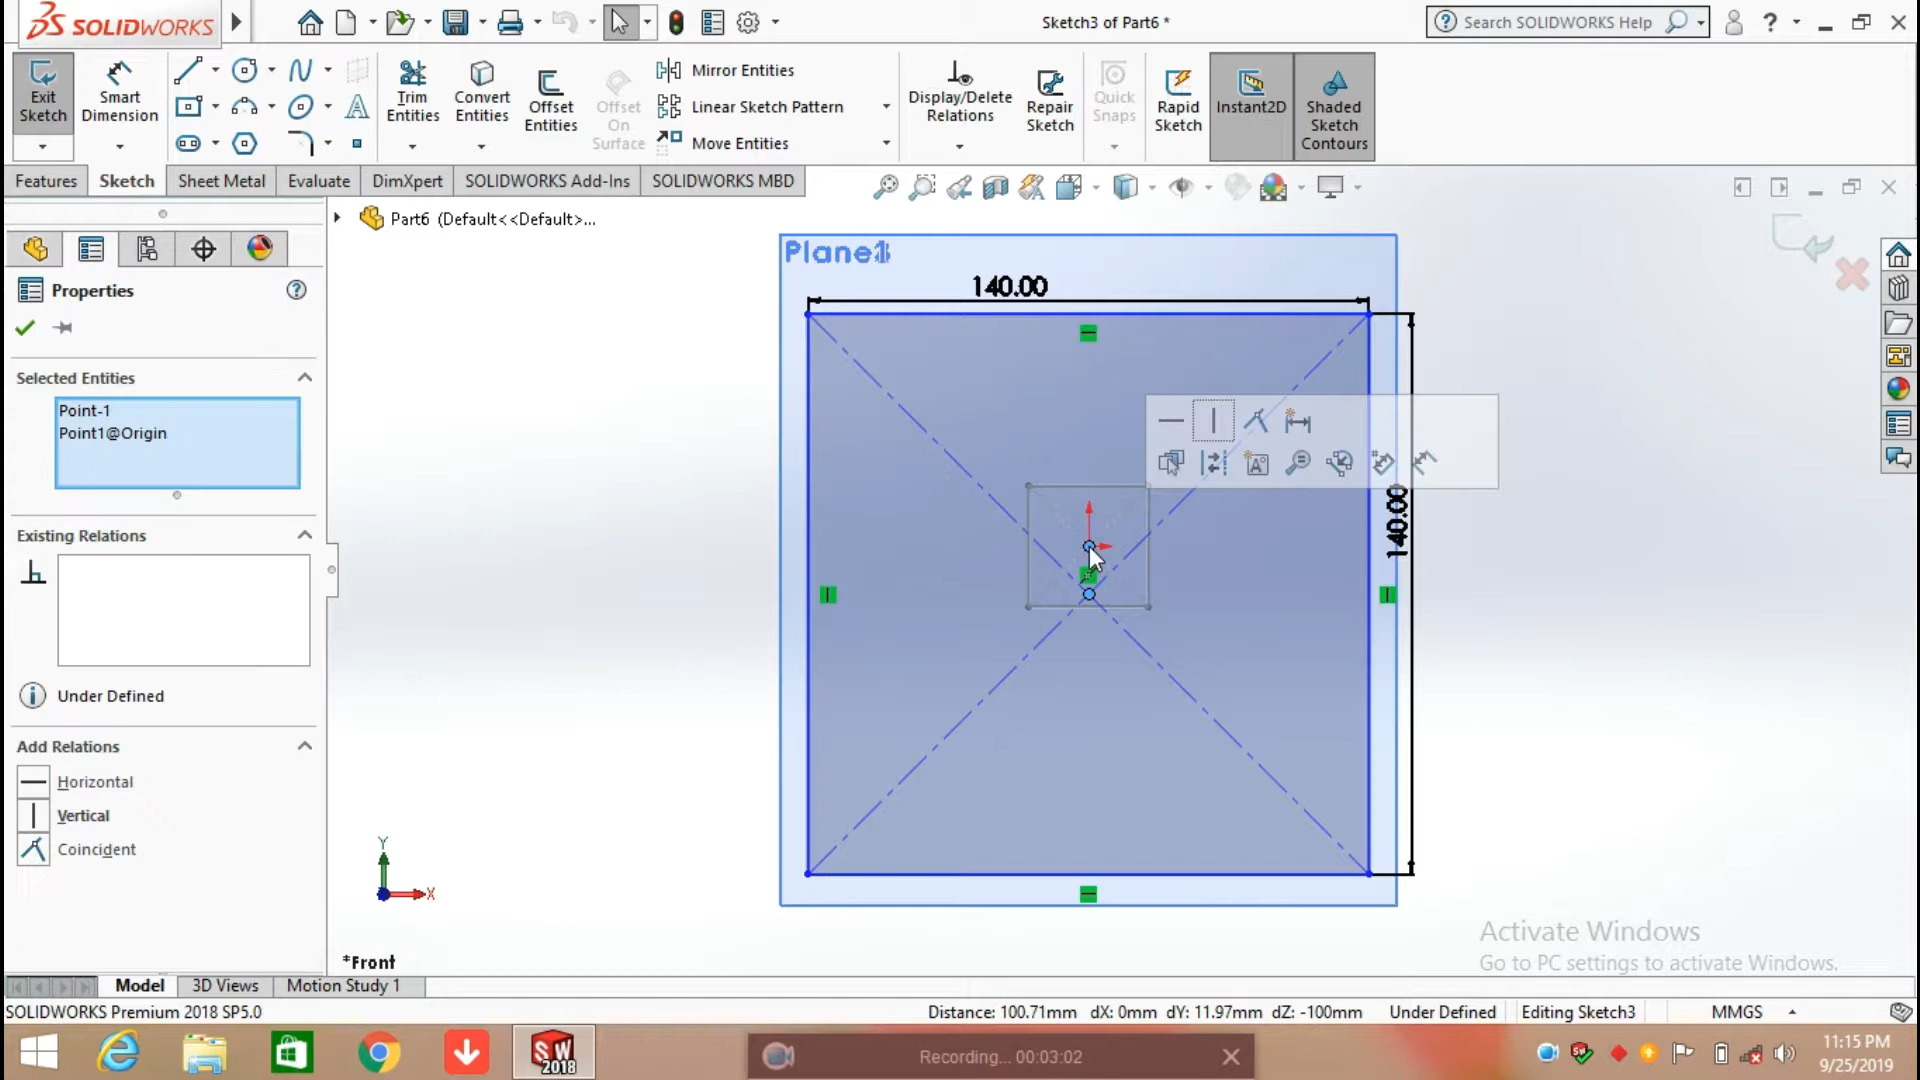 SOLIDWORKS
Sketch3 of Part6 *
Search SOLIDWORKS Help
Exit Sketch
Smart Dimension
Trim Entities
Convert Entities
Offset Entities
Offset On Surface
Mirror Entities
Linear Sketch Pattern
Move Entities
Display/Delete Relations
Repair Sketch
Quick Snaps
Rapid Sketch
Instant2D
Shaded Sketch Contours
Features
Sketch
Sheet Metal
Evaluate
DimXpert
SOLIDWORKS Add-Ins
SOLIDWORKS MBD
Part6 (Default<<Default>...
Properties
Selected Entities
Point-1
Point1@Origin
Existing Relations
Under Defined
Add Relations
Horizontal
Vertical
Coincident
140.00
140.00
Y
X
*Front
Activate Windows
Go to PC settings to activate Windows.
Model
3D Views
Motion Study 1
SOLIDWORKS Premium 2018 SP5.0
Distance: 100.71mm dX: 0mm dY: 11.97mm dZ: -100mm
Under Defined
Editing Sketch3
MMGS
SW
2018
Recording... 00:03:02
11:15 PM
9/25/2019